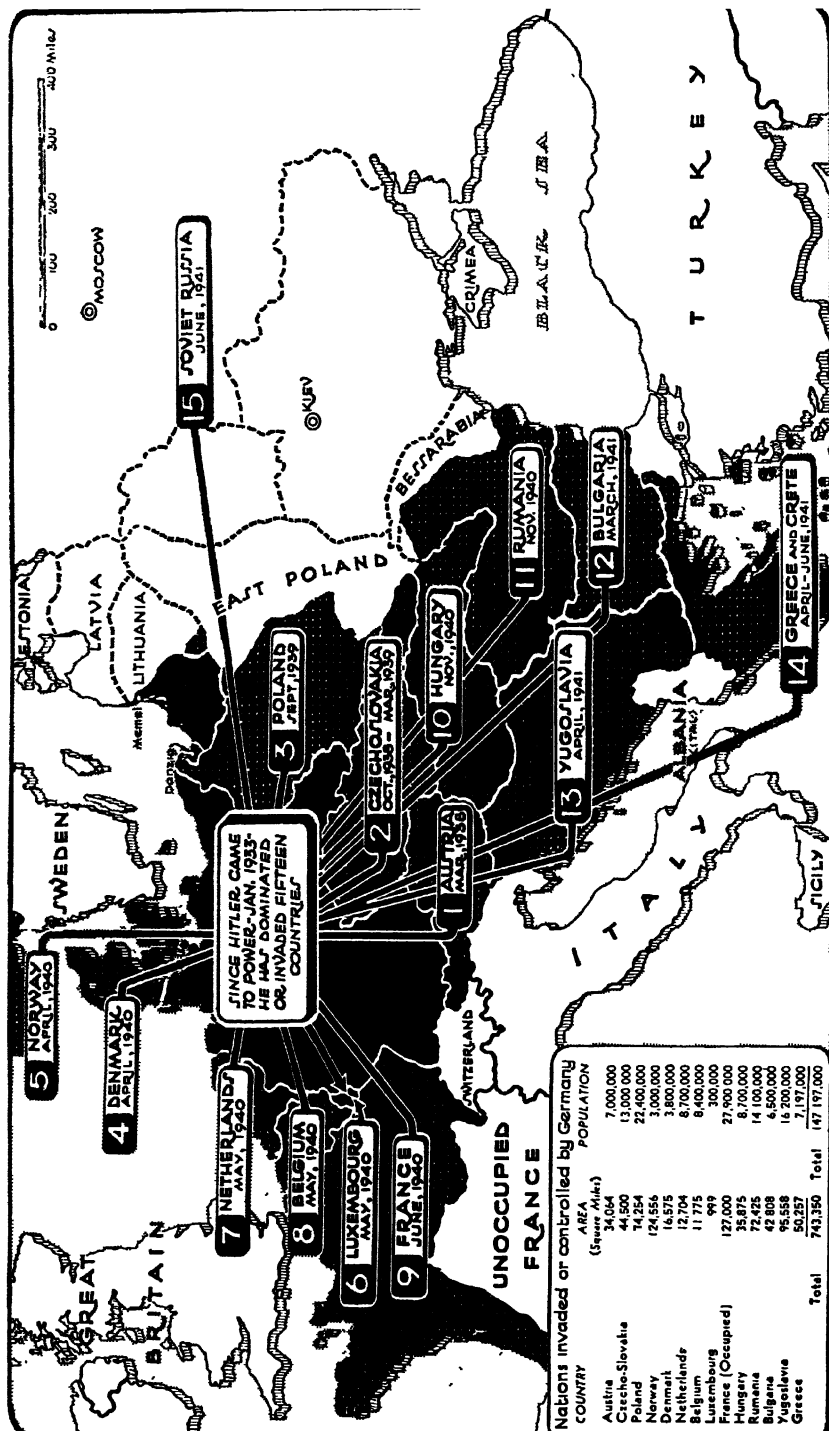 0 100 200 300 400 Miles
MOSCOW
ESTONIA
LATVIA
LITHUANIA
Memel
Danzig
SWEDEN
GREAT
BRITAIN
EAST POLAND
KIEV
BESSARABIA
CRIMEA
BLACK SEA
TURKEY
SINCE HITLER CAME
TO POWER-JAN. 1933-
HE HAS DOMINATED
OR INVADED FIFTEEN
COUNTRIES
1 AUSTRIA
MAR, 1938
2 CZECHOSLOVAKIA
OCT, 1938 - MAR, 1939
3 POLAND
SEPT, 1939
4 DENMARK
APRIL, 1940
5 NORWAY
APRIL, 1940
6 LUXEMBOURG
MAY, 1940
7 NETHERLANDS
MAY, 1940
8 BELGIUM
MAY, 1940
9 FRANCE
JUNE, 1940
10 HUNGARY
NOV. 1940
11 RUMANIA
NOV. 1940
12 BULGARIA
MARCH, 1941
13 YUGOSLAVIA
APRIL, 1941
14 GREECE AND CRETE
APRIL-JUNE, 1941
15 SOVIET RUSSIA
JUNE, 1941
UNOCCUPIED
FRANCE
SWITZERLAND
ITALY
ALBANIA
(ITAL)
SICILY
Nations invaded or controlled by Germany
COUNTRY AREA POPULATION
(Square Miles)
Austria 34,064 7,000,000
Czecho-Slovakia 44,500 13,000 000
Poland 74,254 22,400,000
Norway 124,556 3,000,000
Denmark 16,575 3,800,000
Netherlands 12,704 8,700,000
Belgium 11 775 8,400,000
Luxembourg 999 300,000
France (Occupied) 127,000 27,900 000
Hungary 35,875 8,700,000
Rumania 72,425 14 100,000
Bulgaria 42 808 6,500,000
Yugoslavia 95,558 16 200,000
Greece 50,257 7,197,000
Total 743,350 Total 147 197,000